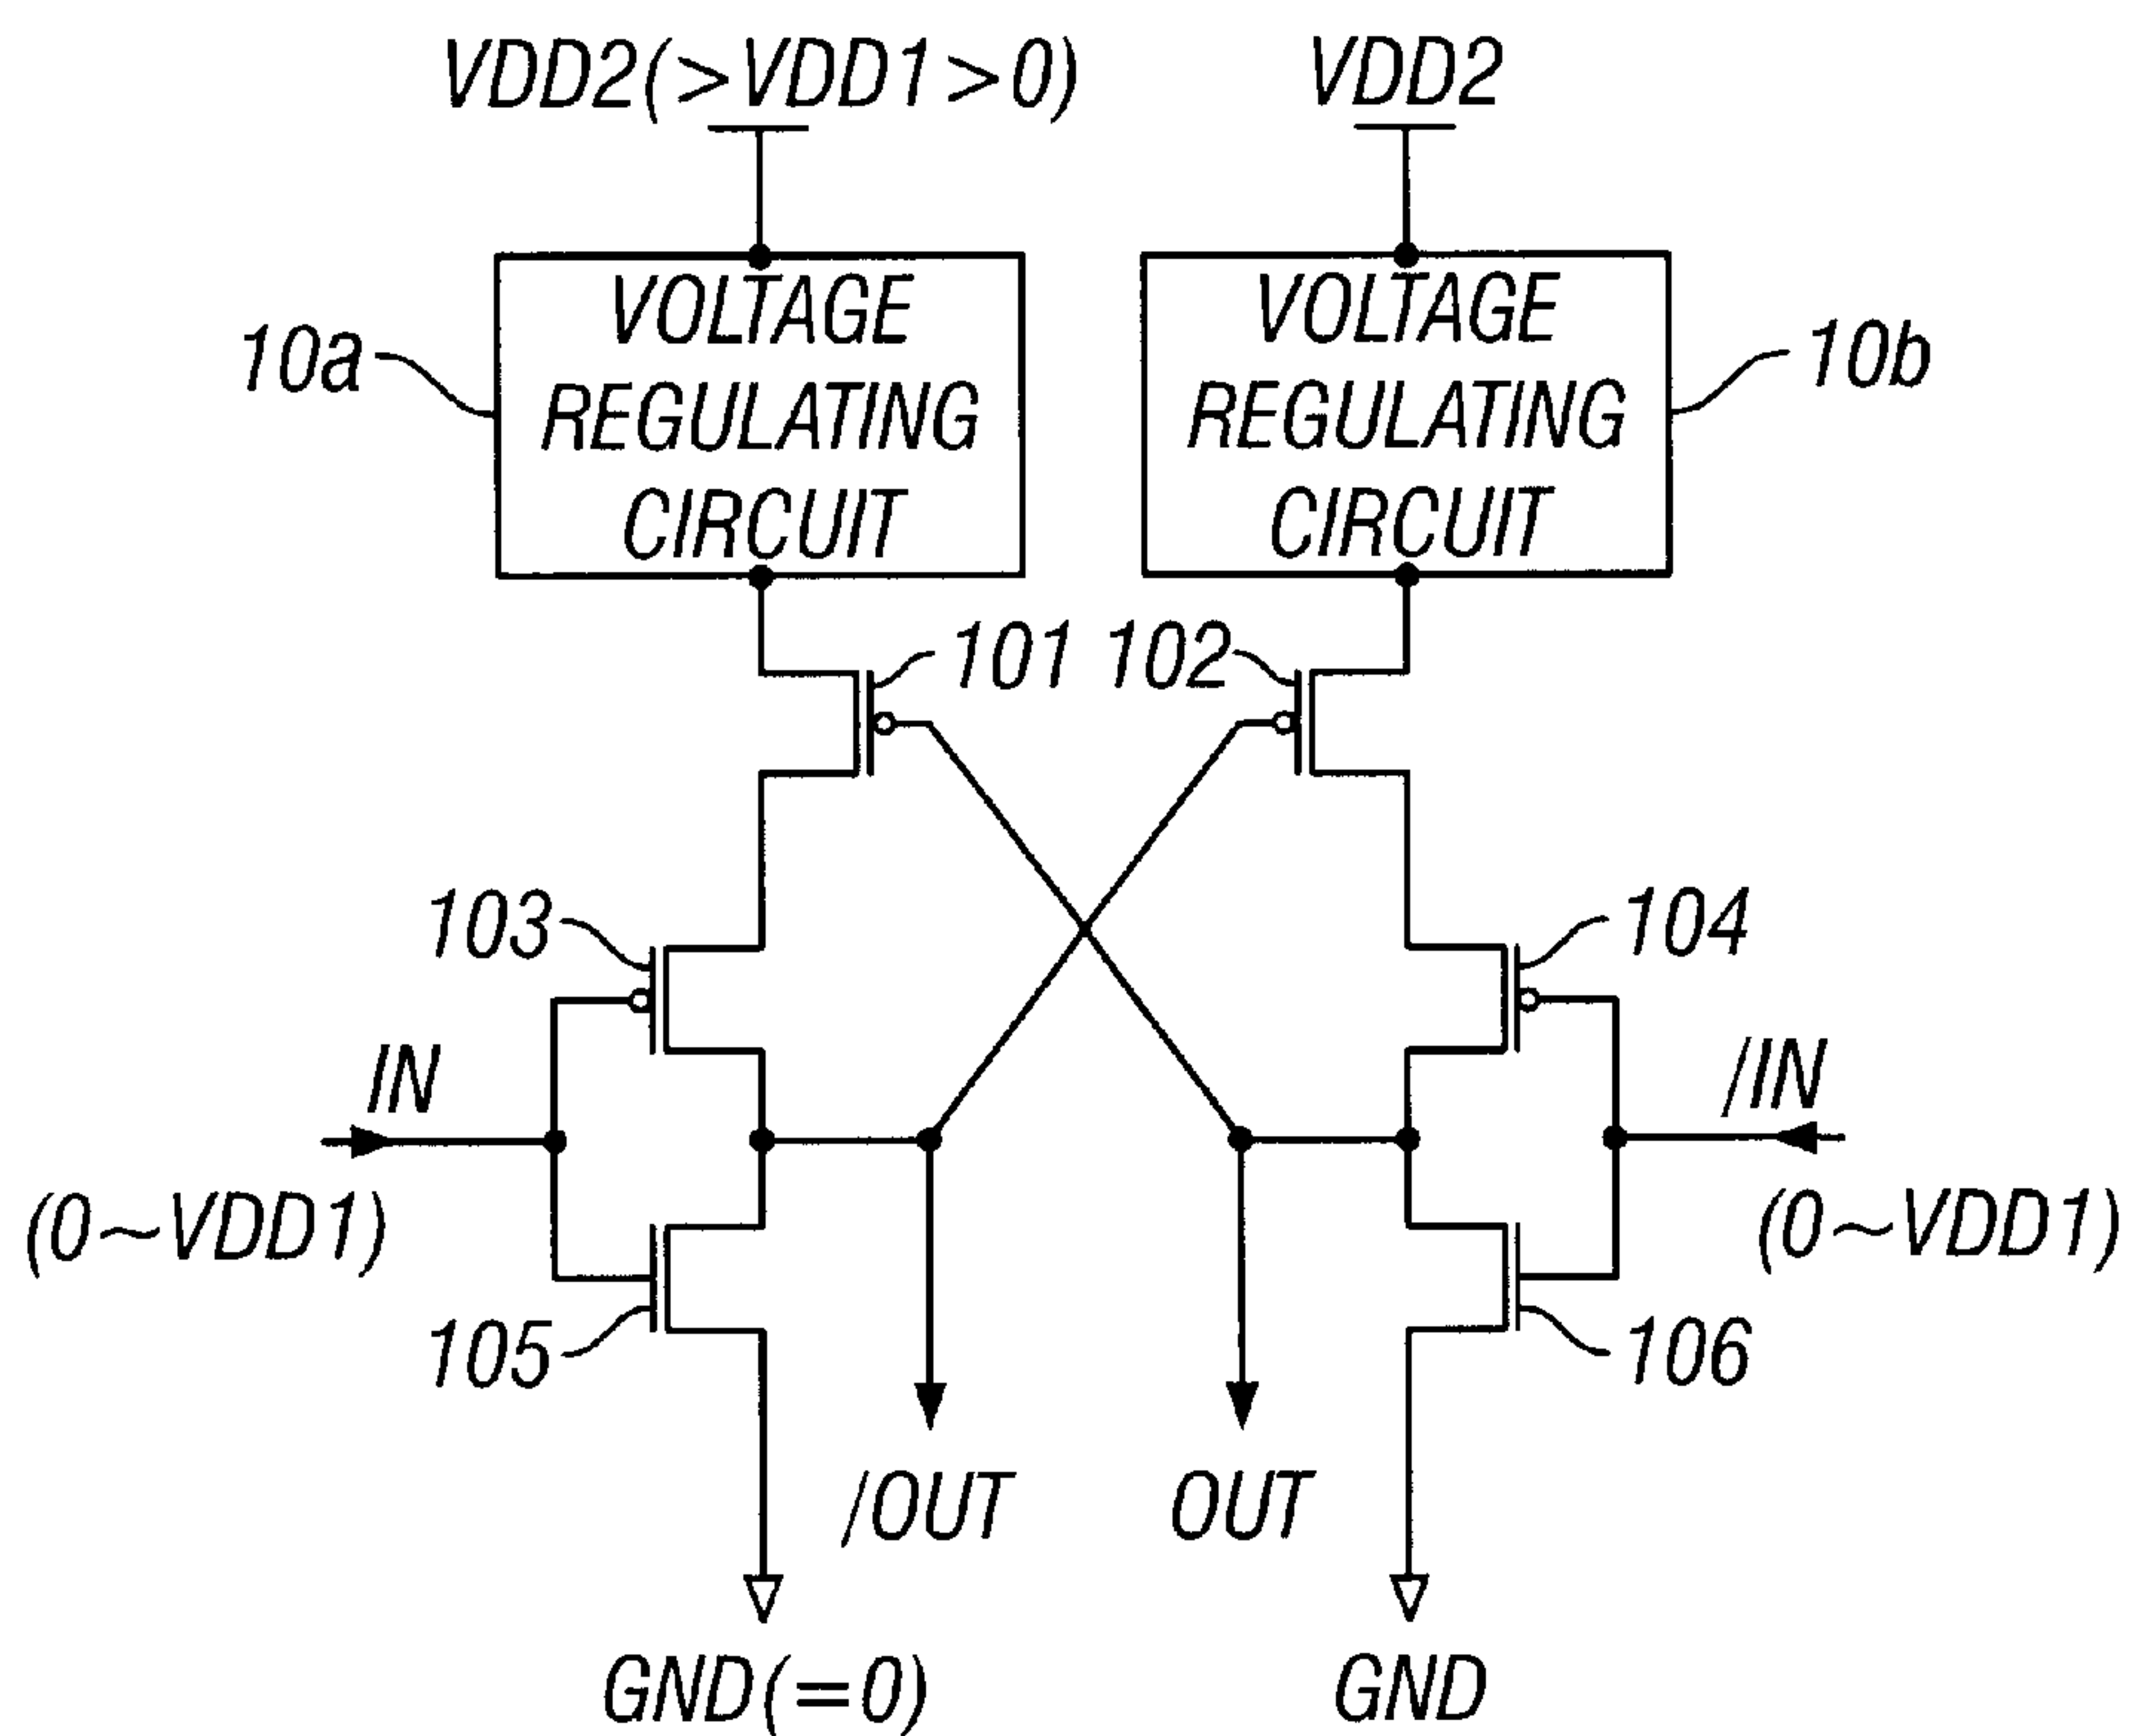 VDD2(>VDD1>0) VDD2
10a VOLTAGE REGULATING CIRCUIT
VOLTAGE REGULATING CIRCUIT 10b
101 102
103 104
IN /IN
(0~VDD1) (0~VDD1)
105 106
/OUT OUT
GND(=0) GND